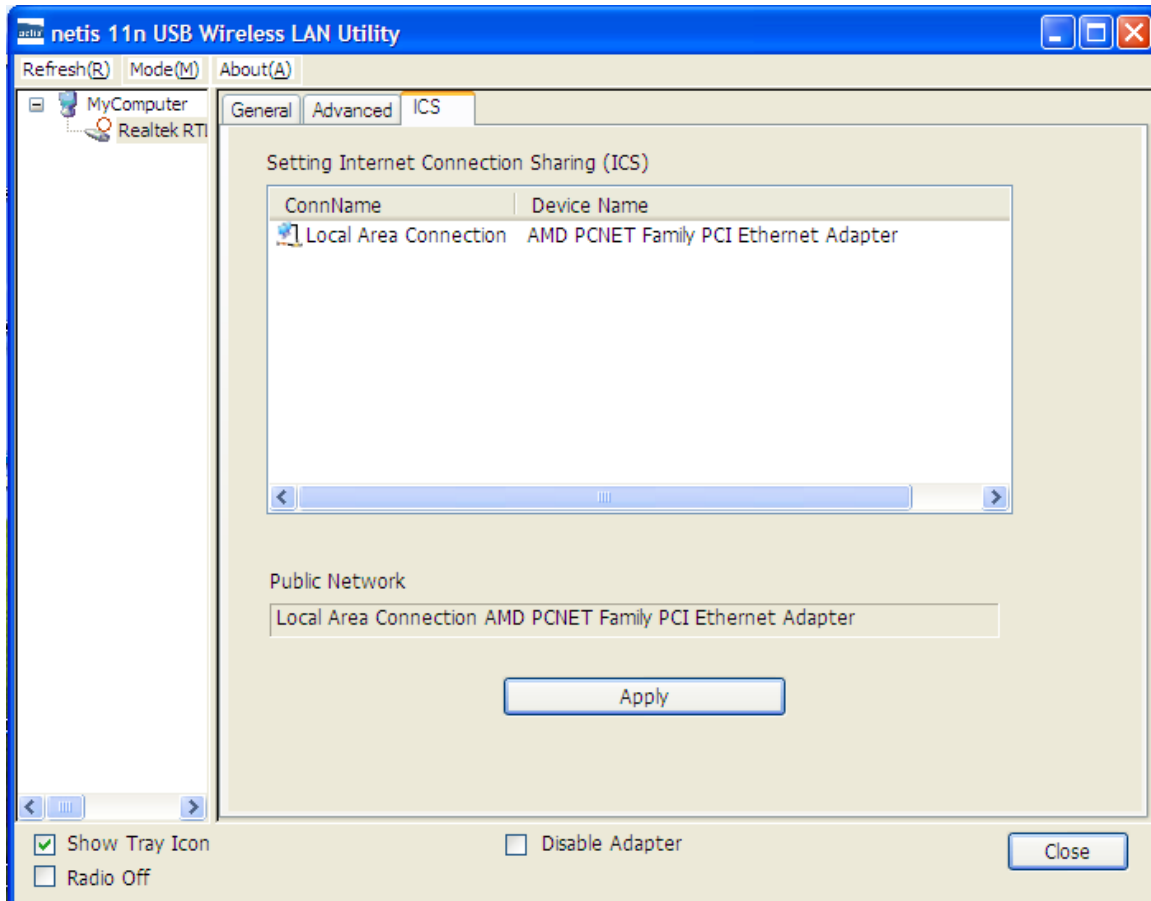 netis 11n USB Wireless LAN Utility
Refresh(R) Mode(M) About(A)
MyComputer
Realtek RTL
General Advanced ICS
Setting Internet Connection Sharing (ICS)
ConnName Device Name
Local Area Connection AMD PCNET Family PCI Ethernet Adapter
Public Network
Local Area Connection AMD PCNET Family PCI Ethernet Adapter
Apply
Show Tray Icon
Disable Adapter
Radio Off
Close